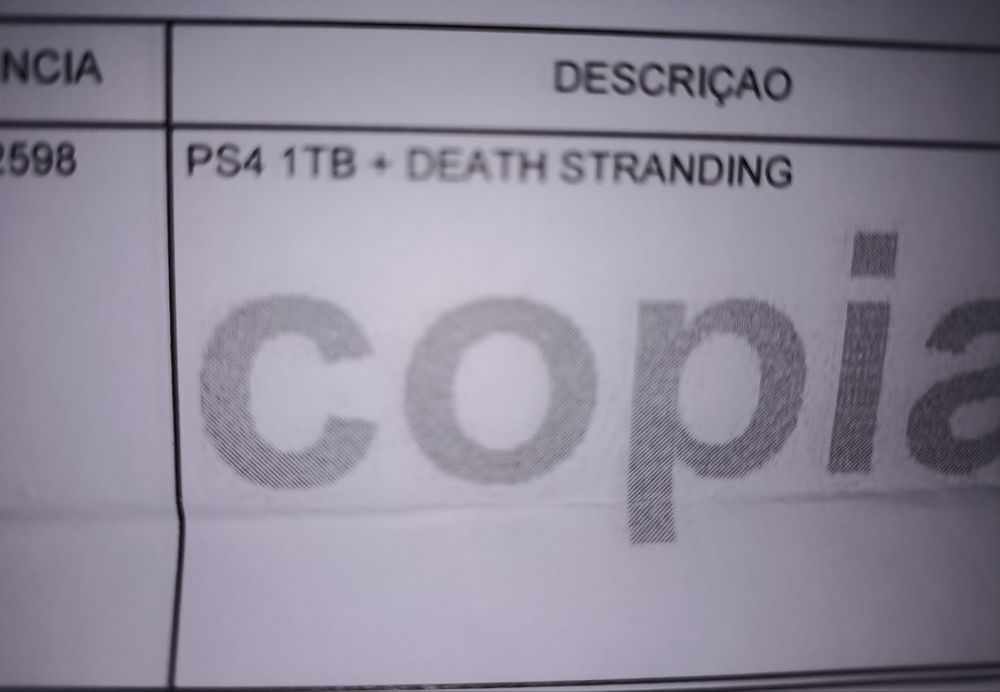 NCIA DESCRIÇAO
2598 PS4 1TB + DEATH STRANDING
copia